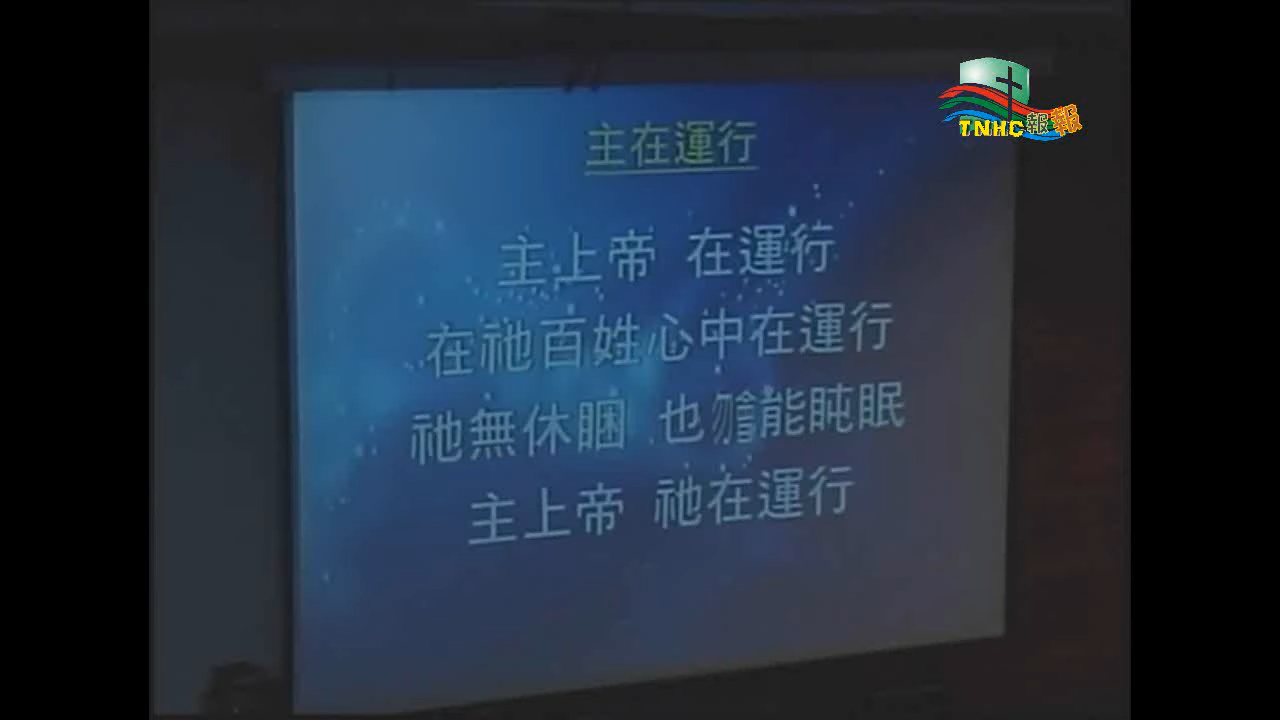 TNHC報報
主在運行
主上帝 在運行
在祂百姓心中在運行
祂無休睏 也𣍐能盹眠
主上帝 祂在運行